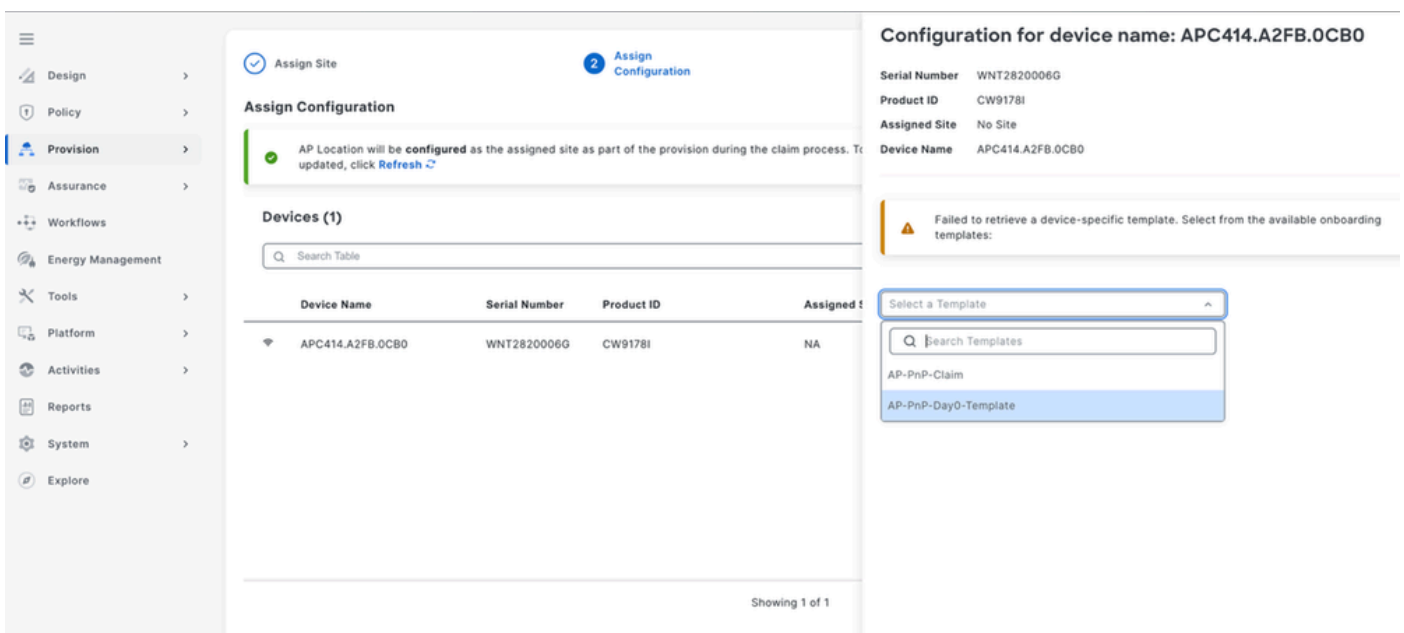 Design
Policy
Provision
Assurance
Workflows
Energy Management
Tools
Platform
Activities
Reports
System
Explore
Assign Site
2
Assign
Configuration
Assign Configuration
AP Location will be configured as the assigned site as part of the provision during the claim process. To
updated, click Refresh
Devices (1)
Search Table
Device Name Serial Number Product ID Assigned S
APC414.A2FB.0CB0 WNT2820006G CW9178I NA
Showing 1 of 1
Configuration for device name: APC414.A2FB.0CB0
Serial Number WNT2820006G
Product ID CW9178I
Assigned Site No Site
Device Name APC414.A2FB.0CB0
Failed to retrieve a device-specific template. Select from the available onboarding
templates:
Select a Template
Search Templates
AP-PnP-Claim
AP-PnP-Day0-Template